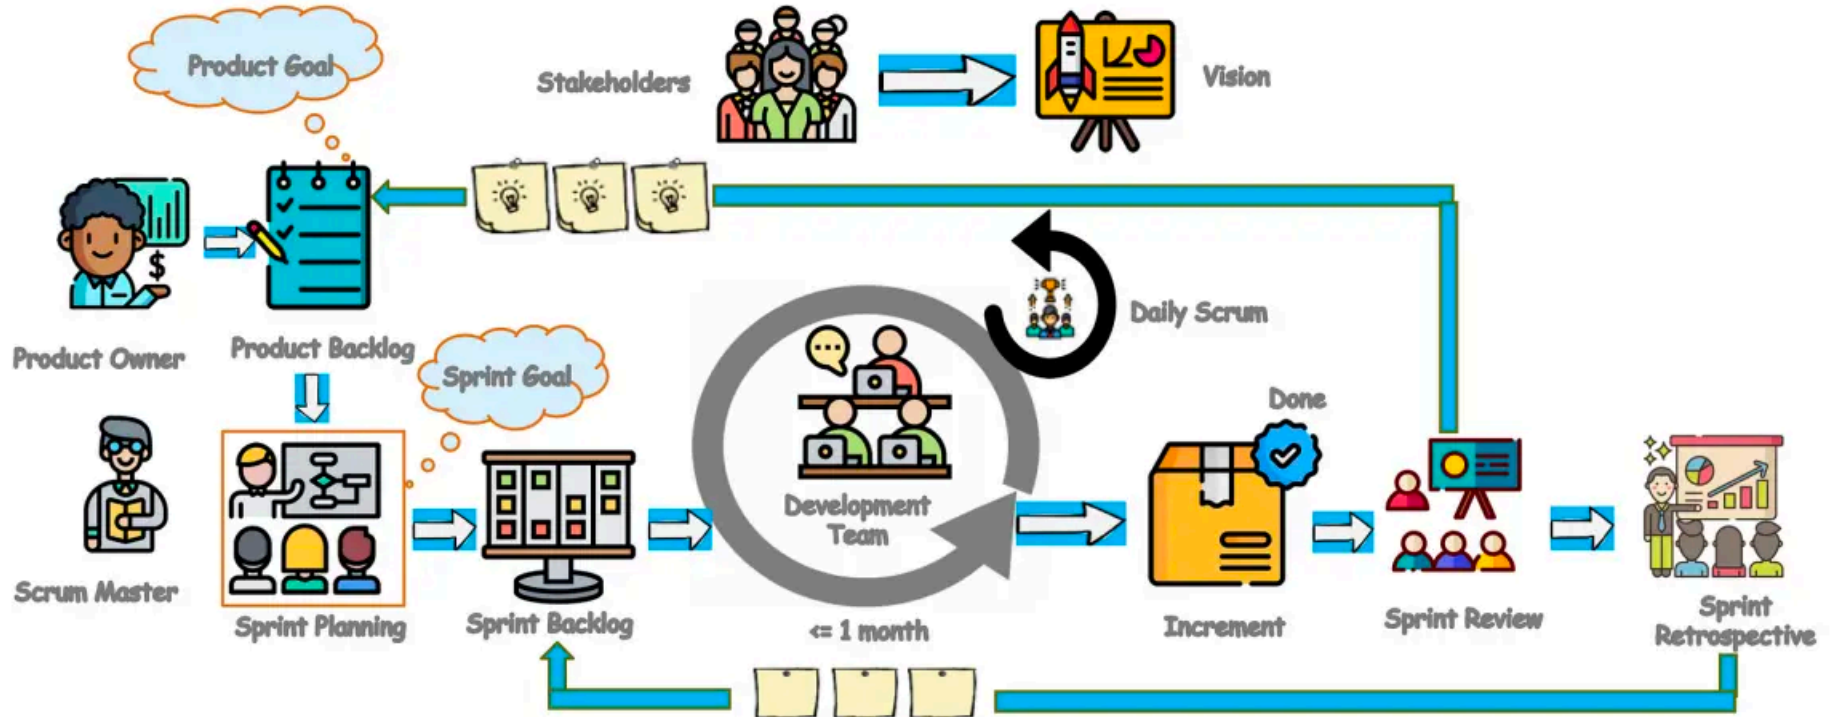 Product Goal
Stakeholders
Vision
$
Daily Scrum
Product Owner
Product Backlog
Sprint Goal
Done
Development
Team
Scrum Master
Sprint Planning
Sprint Backlog
<= 1 month
Increment
Sprint Review
Sprint
Retrospective